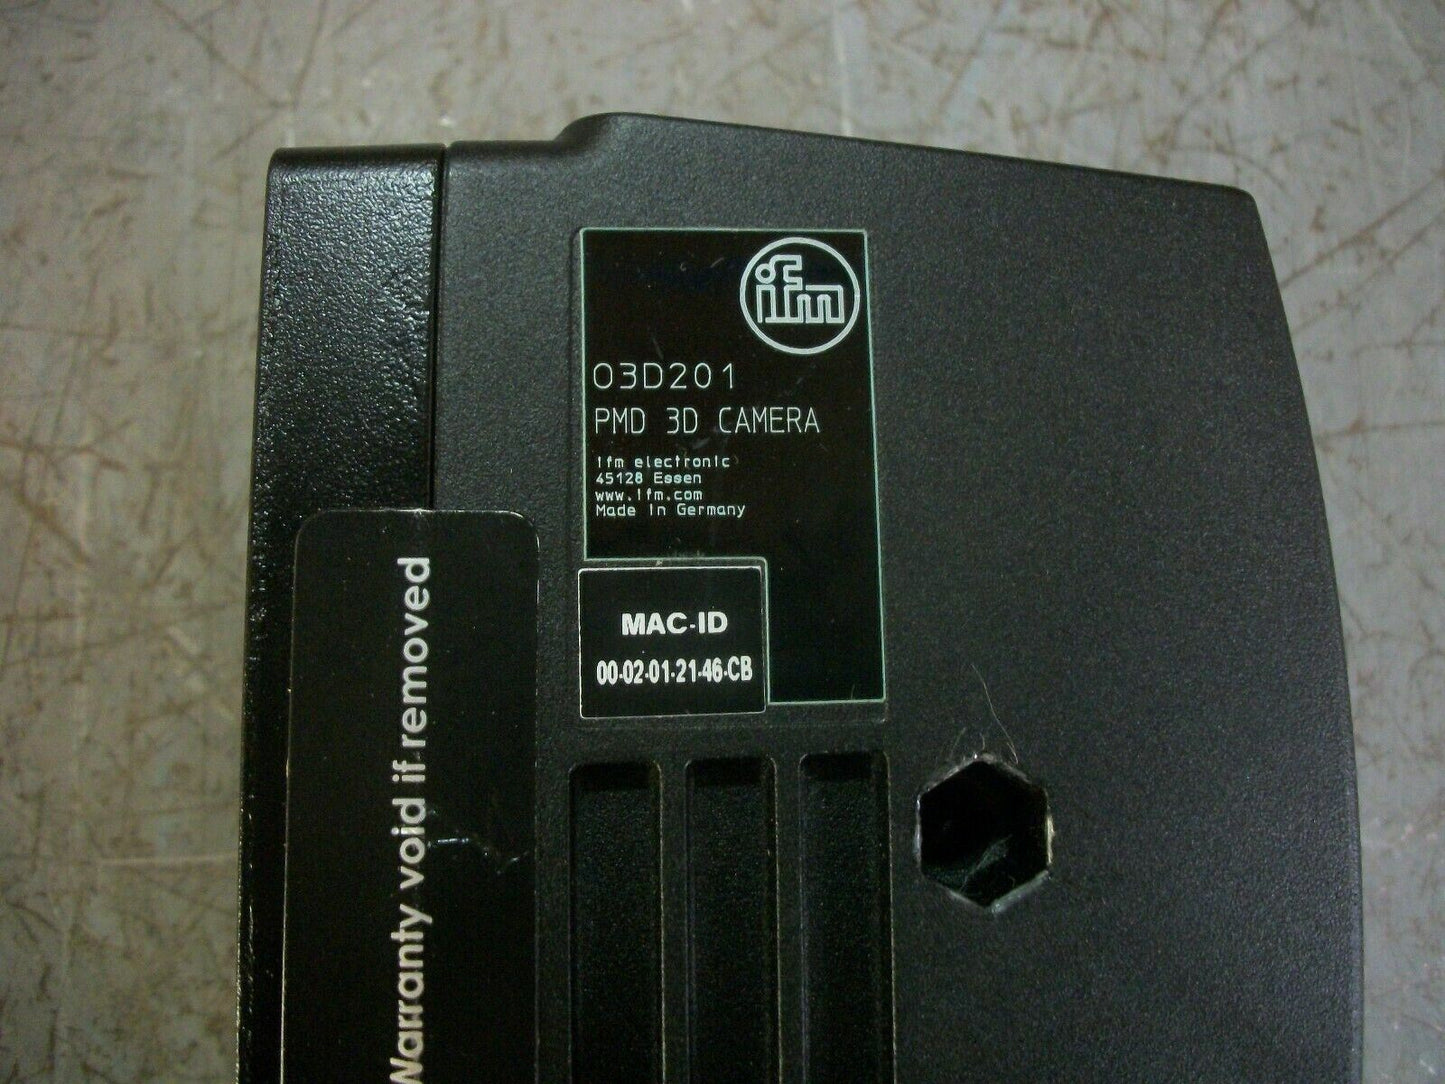 ifm
O3D201
PMD 3D CAMERA
ifm electronic
45128 Essen
www.ifm.com
Made in Germany
MAC-ID
00-02-01-21-46-CB
Warranty void if removed